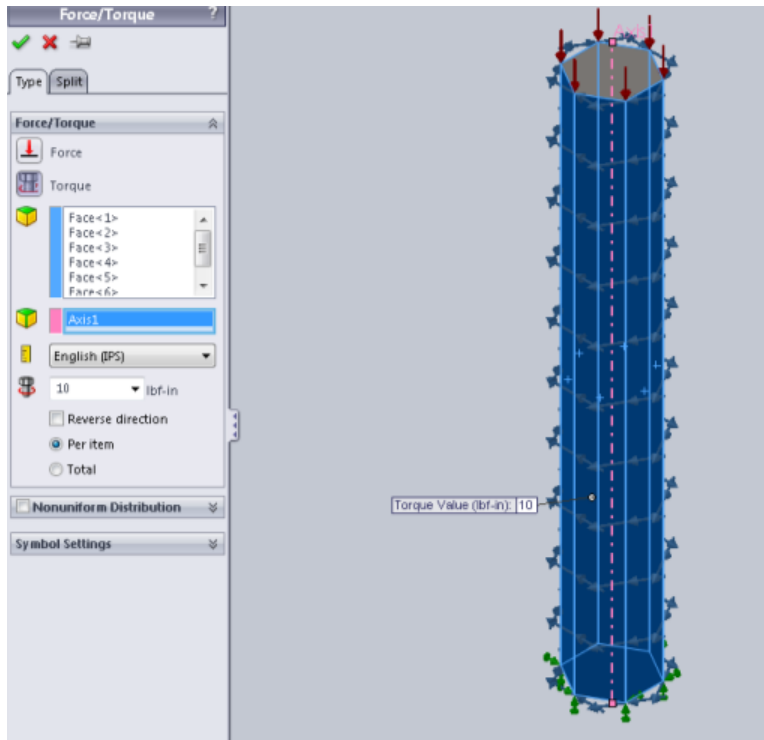 Force/Torque ?
Type Split
Force/Torque
Force
Torque
Face<1>
Face<2>
Face<3>
Face<4>
Face<5>
Face<6>
Axis1
English (IPS)
10 lbf-in
Reverse direction
Per item
Total
Nonuniform Distribution
Symbol Settings
Axis1
Torque Value (lbf-in): 10